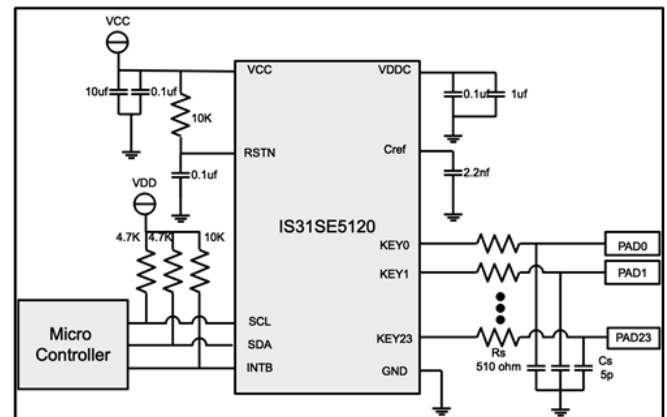 VCC
VCC
VDDC
10uf
0.1uf
0.1uf
1uf
10K
RSTN
Cref
0.1uf
2.2nf
VDD
IS31SE5120
4.7K
4.7K
10K
KEY0
PAD0
KEY1
PAD1
Micro
Controller
SCL
SDA
INTB
KEY23
PAD23
Rs
510 ohm
Cs
5p
GND